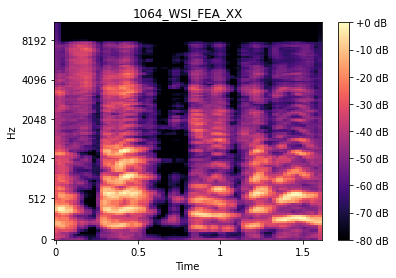 1064_WSI_FEA_XX
+0 dB
8192
-10 dB
4096
-20 dB
-30 dB
2048
Hz
-40 dB
1024
-50 dB
512
-60 dB
-70 dB
0
-80 dB
0
0.5
1
1.5
Time